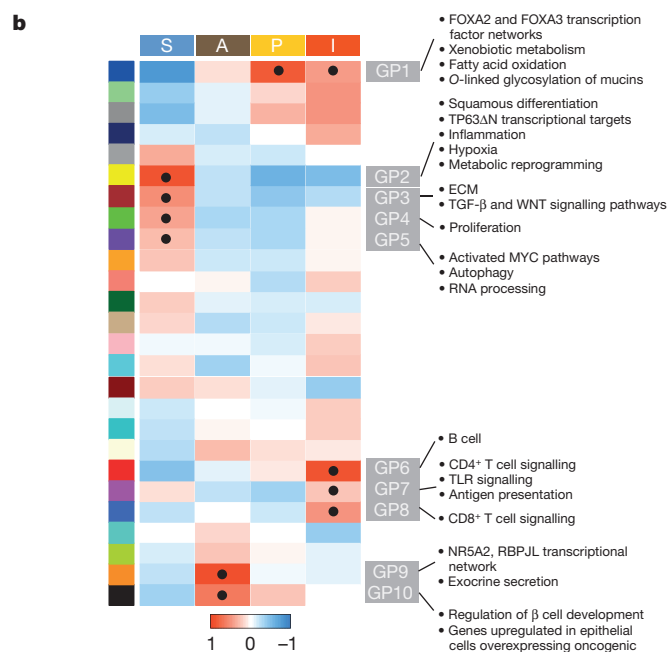 b
S A P I
GP1
GP2
GP3
GP4
GP5
GP6
GP7
GP8
GP9
GP10
• FOXA2 and FOXA3 transcription
factor networks
• Xenobiotic metabolism
• Fatty acid oxidation
• O-linked glycosylation of mucins
• Squamous differentiation
• TP63ΔN transcriptional targets
• Inflammation
• Hypoxia
• Metabolic reprogramming
• ECM
• TGF-β and WNT signalling pathways
• Proliferation
• Activated MYC pathways
• Autophagy
• RNA processing
• B cell
• CD4⁺ T cell signalling
• TLR signalling
• Antigen presentation
• CD8⁺ T cell signalling
• NR5A2, RBPJL transcriptional
network
• Exocrine secretion
• Regulation of β cell development
• Genes upregulated in epithelial
cells overexpressing oncogenic
1 0 −1